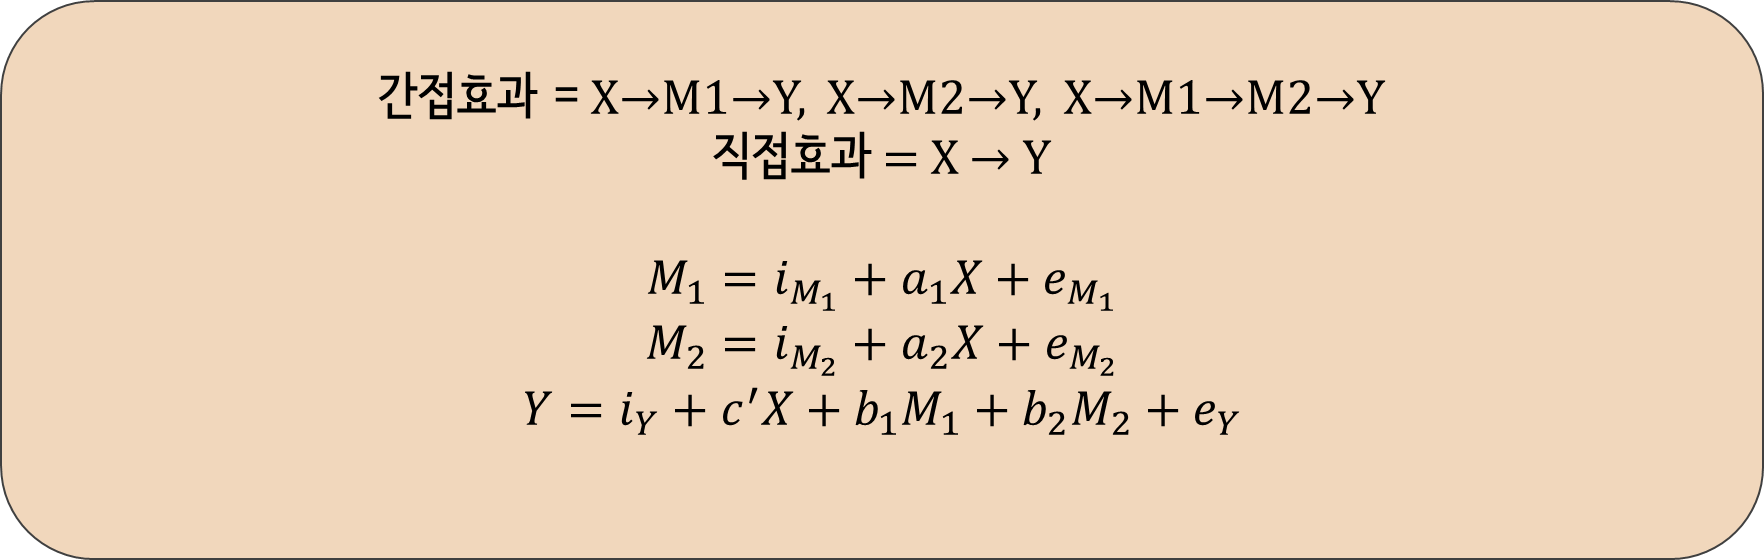 간접효과 = X→M1→Y, X→M2→Y, X→M1→M2→Y
직접효과 = X → Y
M₁ = i_{M₁} + a₁X + e_{M₁}
M₂ = i_{M₂} + a₂X + e_{M₂}
Y = i_Y + c′X + b₁M₁ + b₂M₂ + e_Y